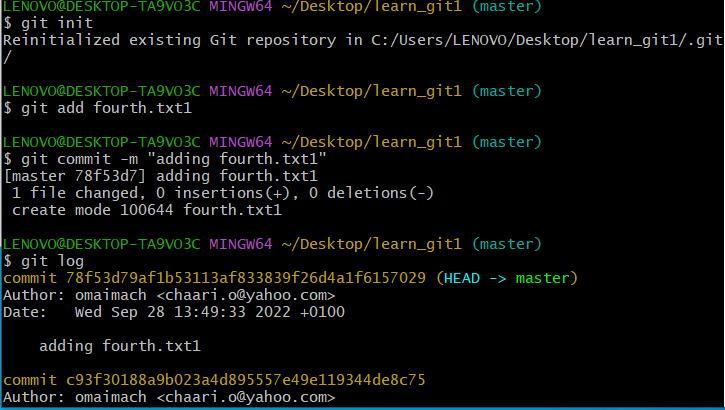 LENOVO@DESKTOP-TA9VO3C MINGW64 ~/Desktop/learn_git1 (master)
$ git init
Reinitialized existing Git repository in C:/Users/LENOVO/Desktop/learn_git1/.git
/
LENOVO@DESKTOP-TA9VO3C MINGW64 ~/Desktop/learn_git1 (master)
$ git add fourth.txt1
LENOVO@DESKTOP-TA9VO3C MINGW64 ~/Desktop/learn_git1 (master)
$ git commit -m "adding fourth.txt1"
[master 78f53d7] adding fourth.txt1
 1 file changed, 0 insertions(+), 0 deletions(-)
 create mode 100644 fourth.txt1
LENOVO@DESKTOP-TA9VO3C MINGW64 ~/Desktop/learn_git1 (master)
$ git log
commit 78f53d79af1b53113af833839f26d4a1f6157029 (HEAD -> master)
Author: omaimach <chaari.o@yahoo.com>
Date:   Wed Sep 28 13:49:33 2022 +0100
    adding fourth.txt1
commit c93f30188a9b023a4d895557e49e119344de8c75
Author: omaimach <chaari.o@yahoo.com>